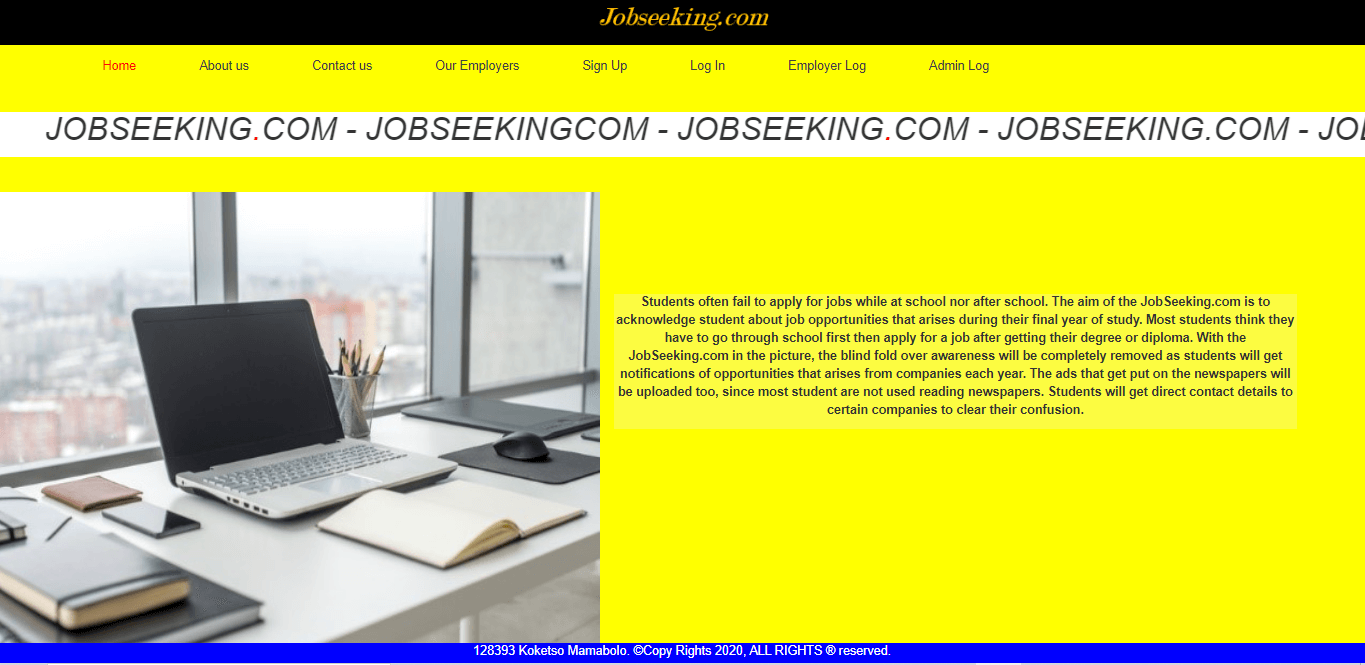 Jobseeking.com
Home About us Contact us Our Employers Sign Up Log In Employer Log Admin Log
JOBSEEKING.COM - JOBSEEKINGCOM - JOBSEEKING.COM - JOBSEEKING.COM - JO
Students often fail to apply for jobs while at school nor after school. The aim of the JobSeeking.com is to
acknowledge student about job opportunities that arises during their final year of study. Most students think they
have to go through school first then apply for a job after getting their degree or diploma. With the
JobSeeking.com in the picture, the blind fold over awareness will be completely removed as students will get
notifications of opportunities that arises from companies each year. The ads that get put on the newspapers will
be uploaded too, since most student are not used reading newspapers. Students will get direct contact details to
certain companies to clear their confusion.
128393 Koketso Mamabolo. ©Copy Rights 2020, ALL RIGHTS ® reserved.